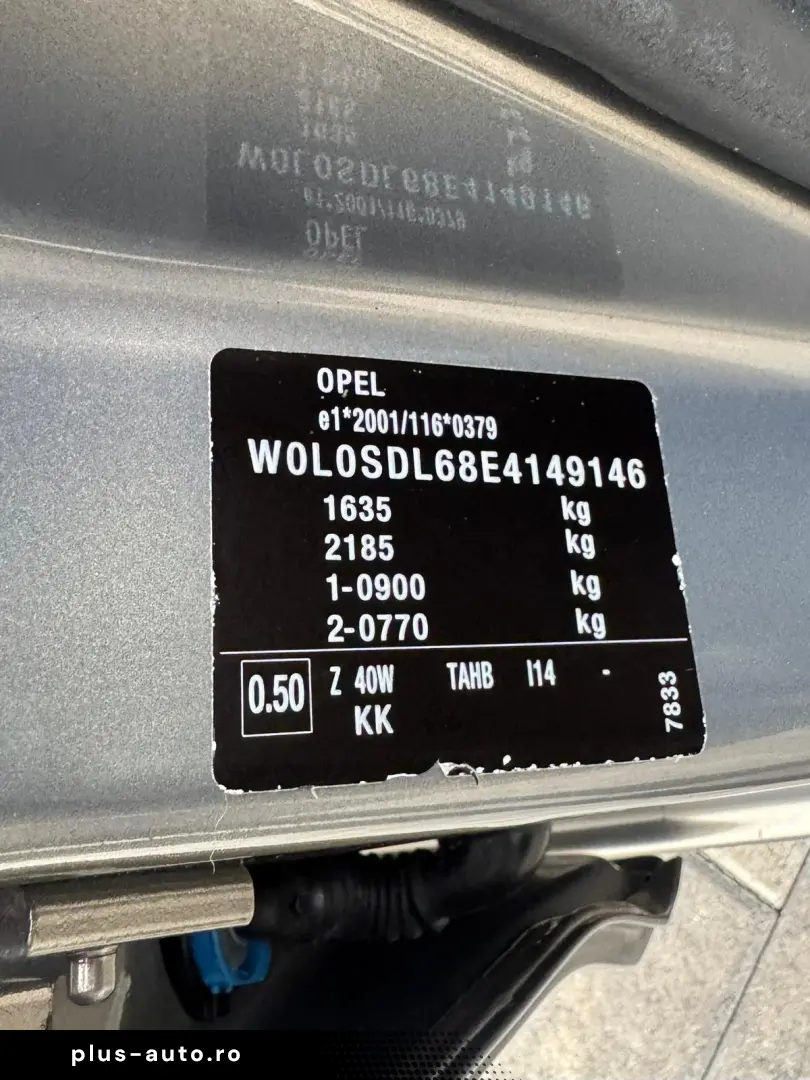 OPEL
e1*2001/116*0379
W0L0SDL68E4149146
1635 kg
2185 kg
1-0900 kg
2-0770 kg
0.50 Z 40W TAHB I14 -
KK
7833
plus-auto.ro